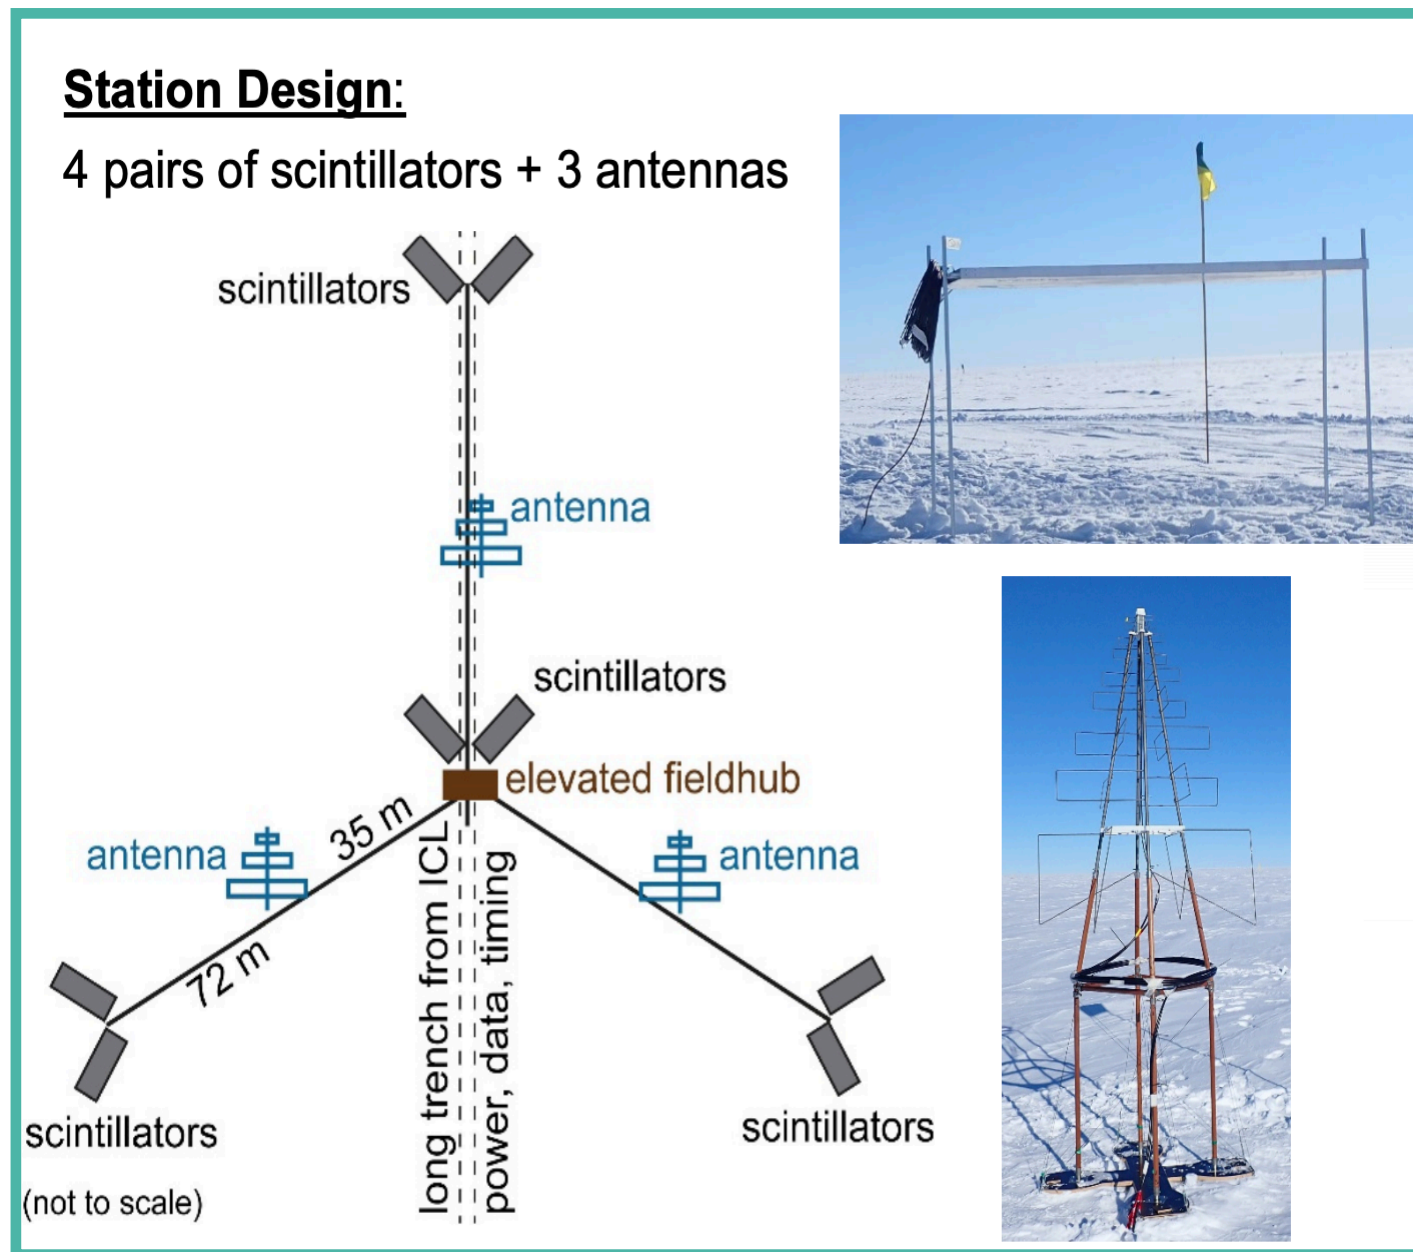 Station Design:
4 pairs of scintillators + 3 antennas
scintillators
antenna
scintillators
elevated fieldhub
35 m
antenna
antenna
72 m
long trench from ICL
power, data, timing
scintillators
scintillators
(not to scale)